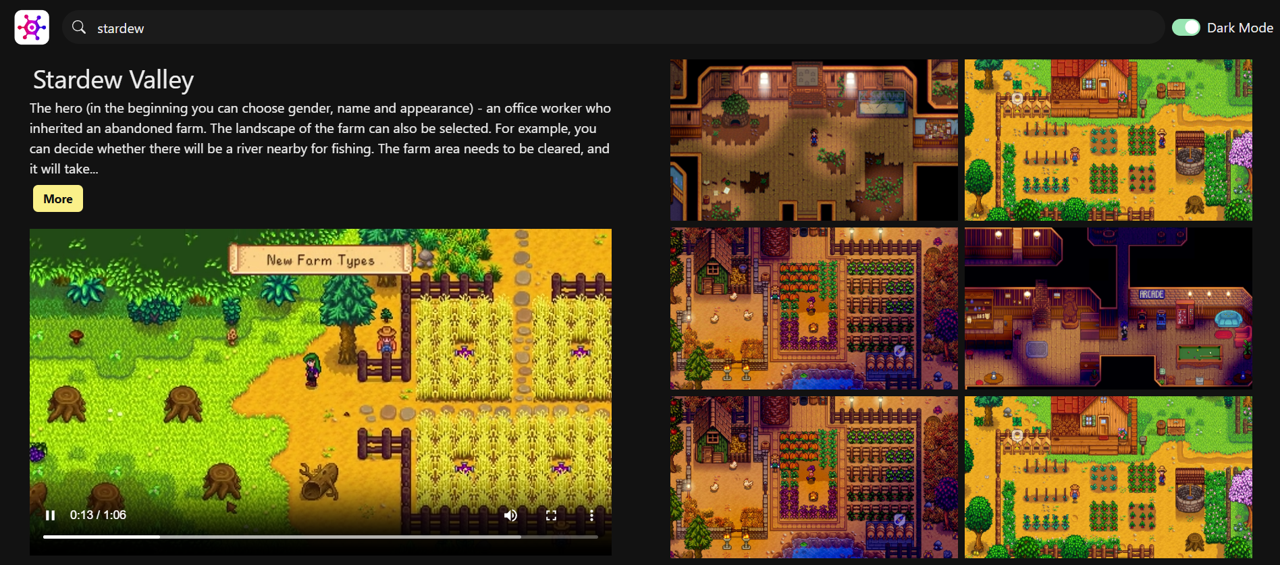 stardew
Dark Mode
Stardew Valley
The hero (in the beginning you can choose gender, name and appearance) - an office worker who
inherited an abandoned farm. The landscape of the farm can also be selected. For example, you
can decide whether there will be a river nearby for fishing. The farm area needs to be cleared, and
it will take...
More
New Farm Types
0:13 / 1:06
ARCADE